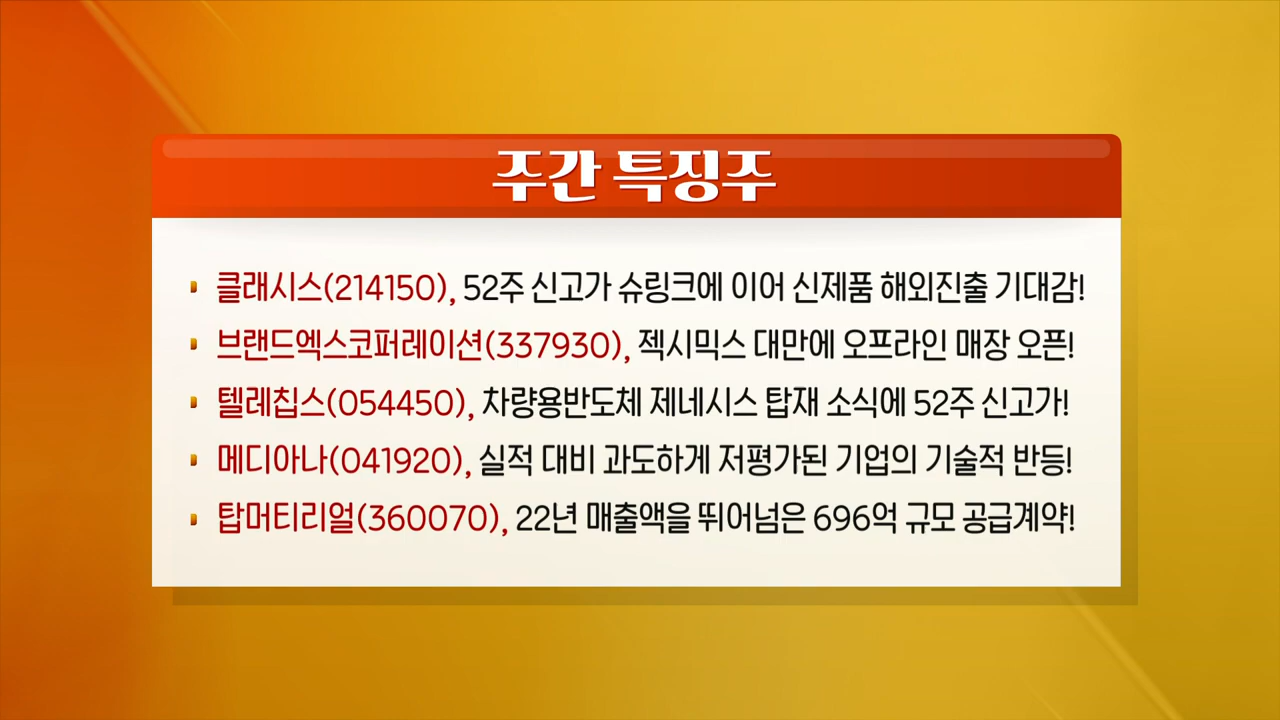 주간 특징주
클래시스(214150), 52주 신고가 슈링크에 이어 신제품 해외진출 기대감!
브랜드엑스코퍼레이션(337930), 젝시믹스 대만에 오프라인 매장 오픈!
텔레칩스(054450), 차량용반도체 제네시스 탑재 소식에 52주 신고가!
메디아나(041920), 실적 대비 과도하게 저평가된 기업의 기술적 반등!
탑머티리얼(360070), 22년 매출액을 뛰어넘은 696억 규모 공급계약!